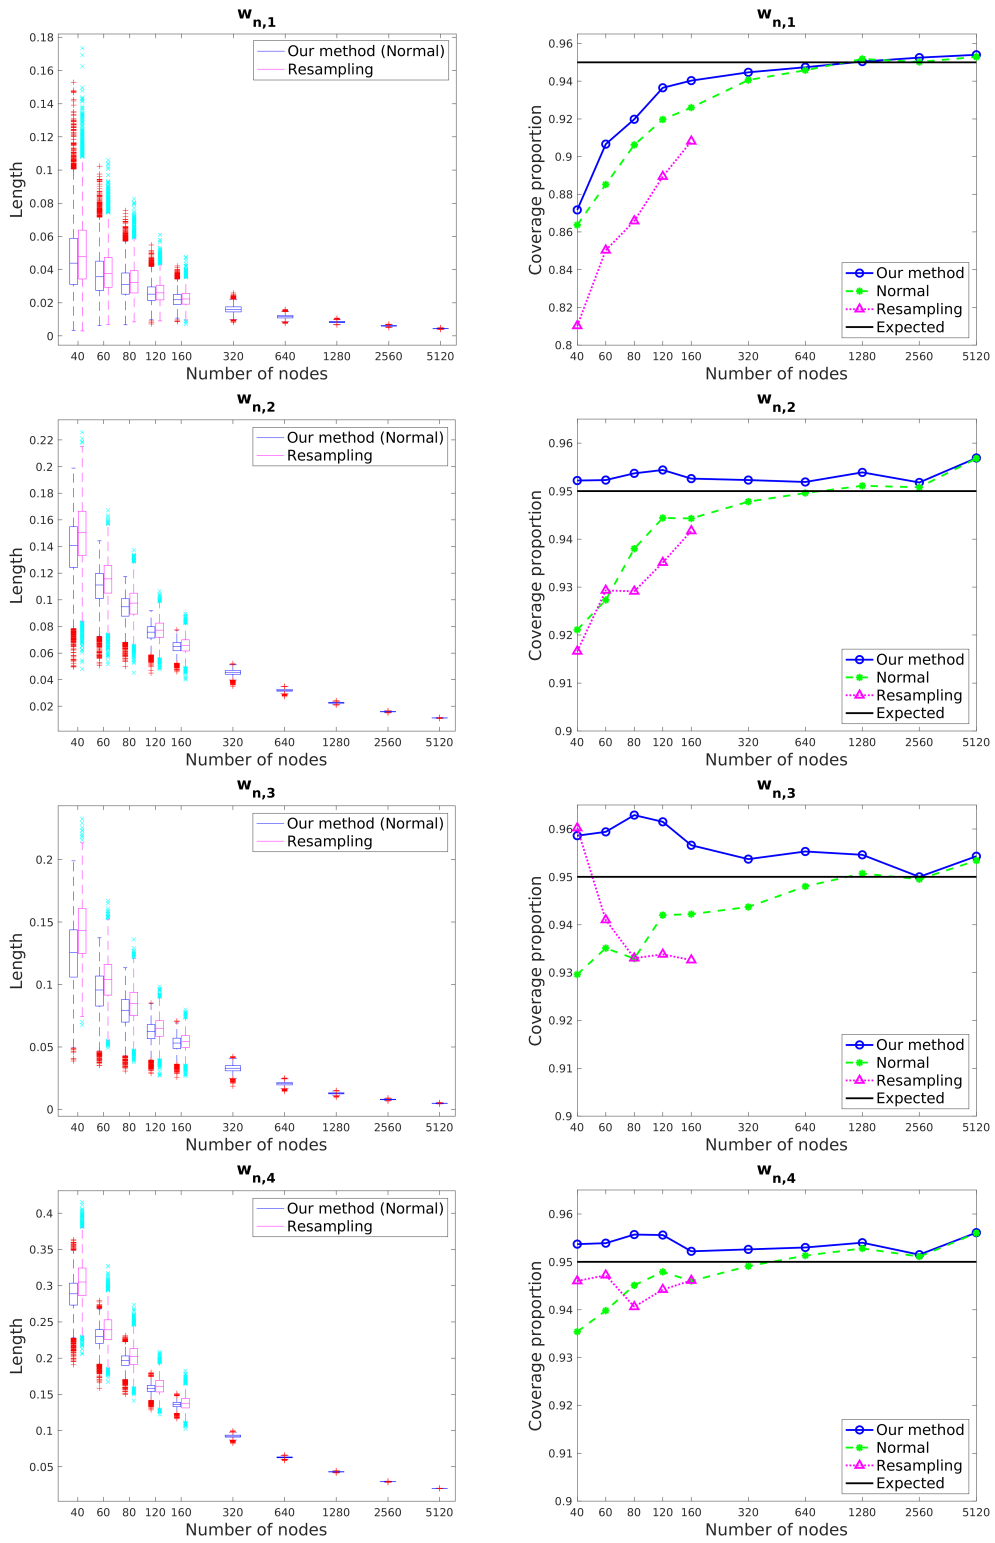 w_n,1
0.18
0.16
0.14
0.12
0.1
0.08
0.06
0.04
0.02
0
Length
40 60 80 120 160 320 640 1280 2560 5120
Number of nodes
Our method (Normal)
Resampling
w_n,1
0.96
0.94
0.92
0.9
0.88
0.86
0.84
0.82
0.8
Coverage proportion
40 60 80 120 160 320 640 1280 2560 5120
Number of nodes
Our method
Normal
Resampling
Expected
w_n,2
0.22
0.2
0.18
0.16
0.14
0.12
0.1
0.08
0.06
0.04
0.02
Length
40 60 80 120 160 320 640 1280 2560 5120
Number of nodes
Our method (Normal)
Resampling
w_n,2
0.96
0.95
0.94
0.93
0.92
0.91
0.9
Coverage proportion
40 60 80 120 160 320 640 1280 2560 5120
Number of nodes
Our method
Normal
Resampling
Expected
w_n,3
0.2
0.15
0.1
0.05
0
Length
40 60 80 120 160 320 640 1280 2560 5120
Number of nodes
Our method (Normal)
Resampling
w_n,3
0.96
0.95
0.94
0.93
0.92
0.91
0.9
Coverage proportion
40 60 80 120 160 320 640 1280 2560 5120
Number of nodes
Our method
Normal
Resampling
Expected
w_n,4
0.4
0.35
0.3
0.25
0.2
0.15
0.1
0.05
Length
40 60 80 120 160 320 640 1280 2560 5120
Number of nodes
Our method (Normal)
Resampling
w_n,4
0.96
0.95
0.94
0.93
0.92
0.91
0.9
Coverage proportion
40 60 80 120 160 320 640 1280 2560 5120
Number of nodes
Our method
Normal
Resampling
Expected